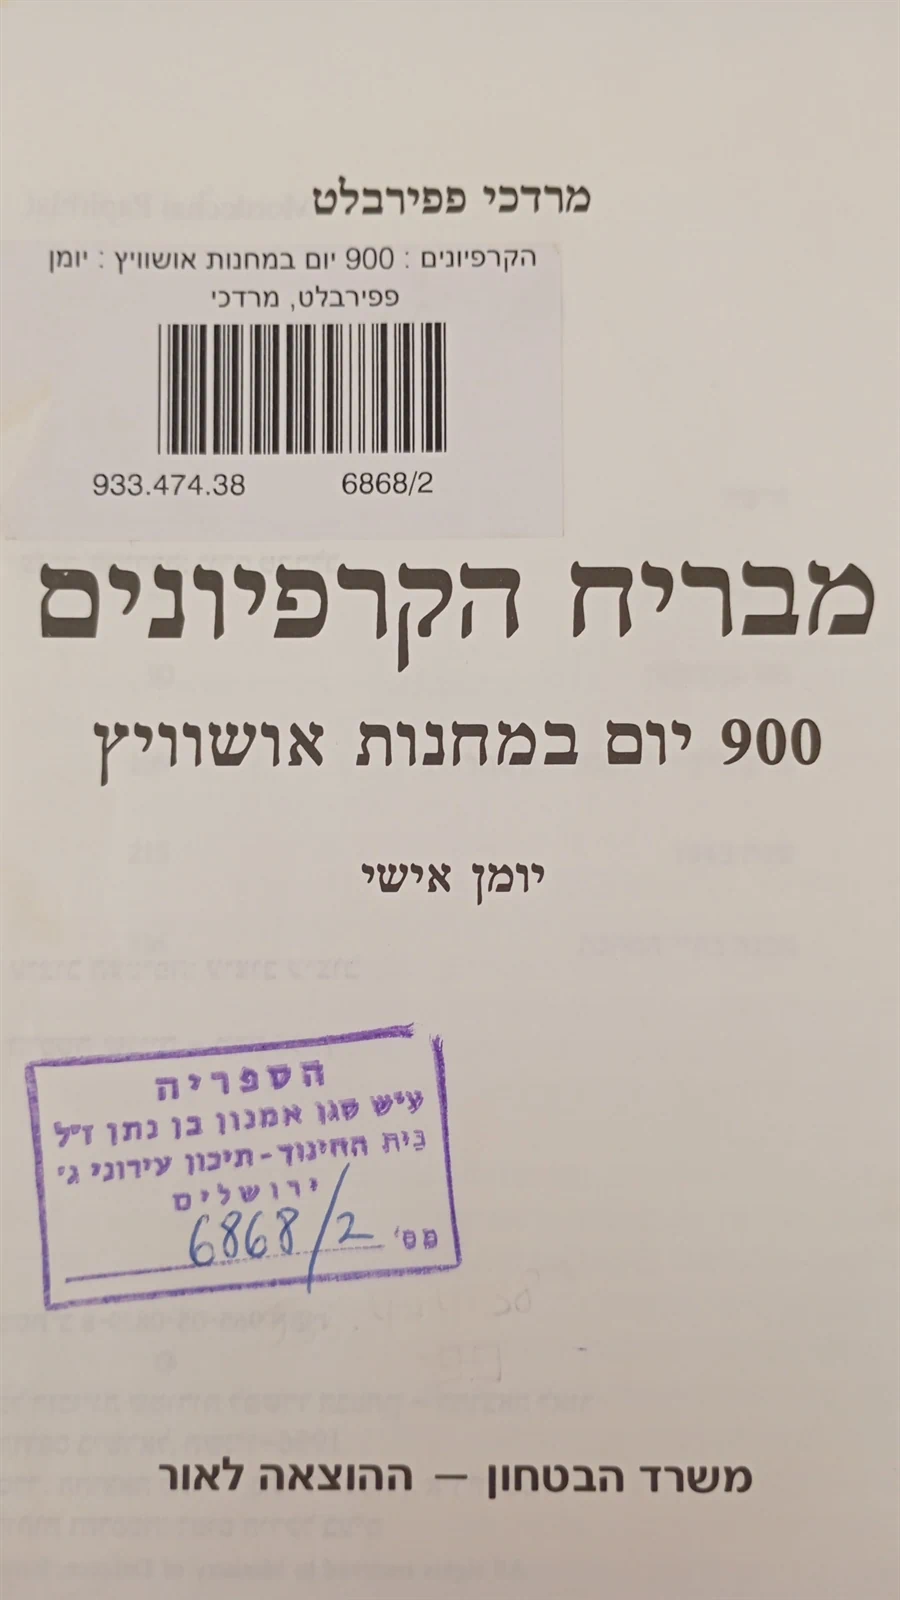 מרדכי פפירבלט
הקרפיונים : 900 יום במחנות אושוויץ : יומן
פפירבלט, מרדכי
933.474.38 6868/2
מבריח הקרפיונים
900 יום במחנות אושוויץ
יומן אישי
הספריה
ע״ש סגן אמנון בן נתן ז״ל
בית החינוך - תיכון עירוני ג׳
ירושלים
מס׳ 6868/2
משרד הבטחון — ההוצאה לאור